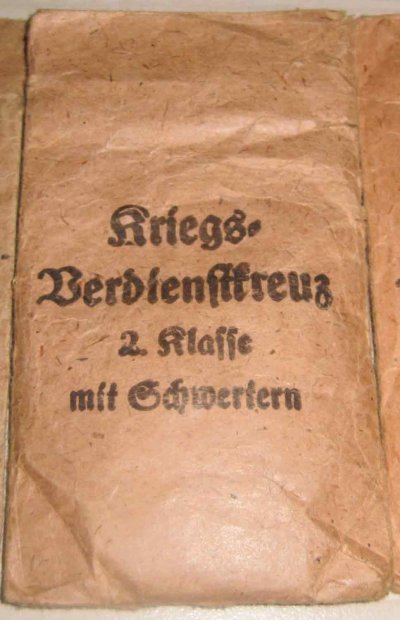 Kriegs-
Verdienstkreuz
2. Klasse
mit Schwertern